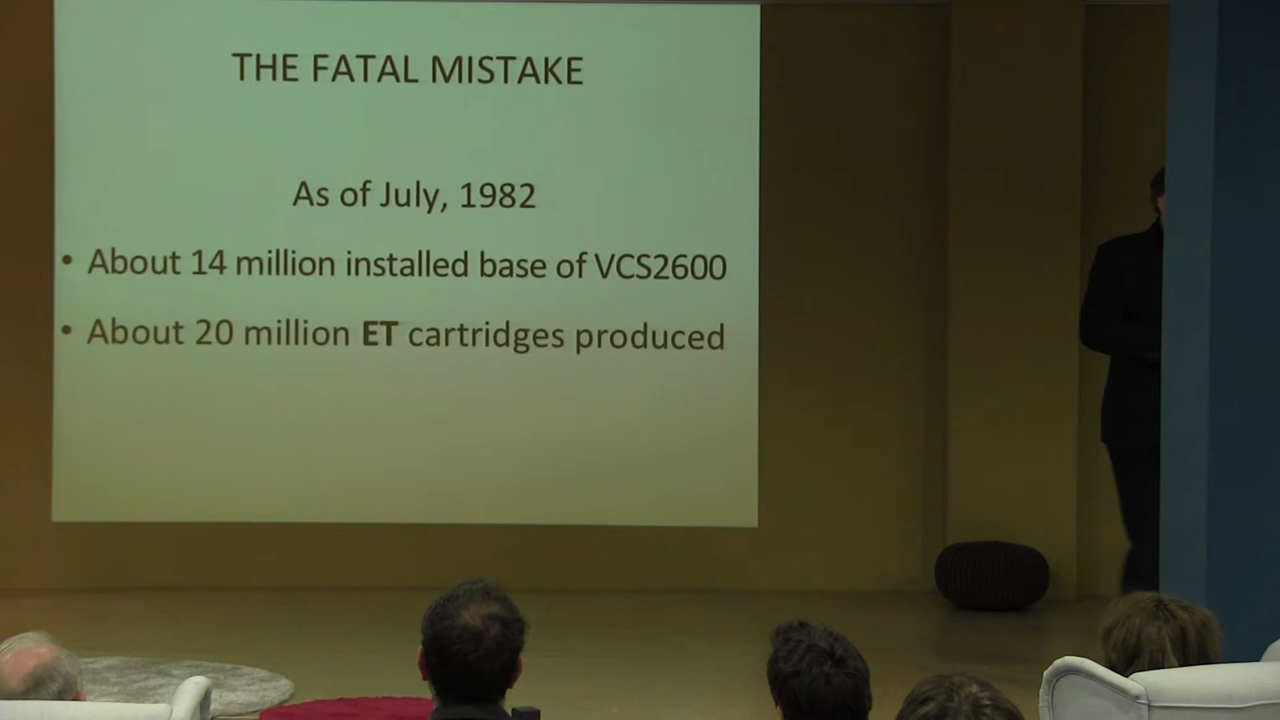 THE FATAL MISTAKE
As of July, 1982
• About 14 million installed base of VCS2600
• About 20 million ET cartridges produced